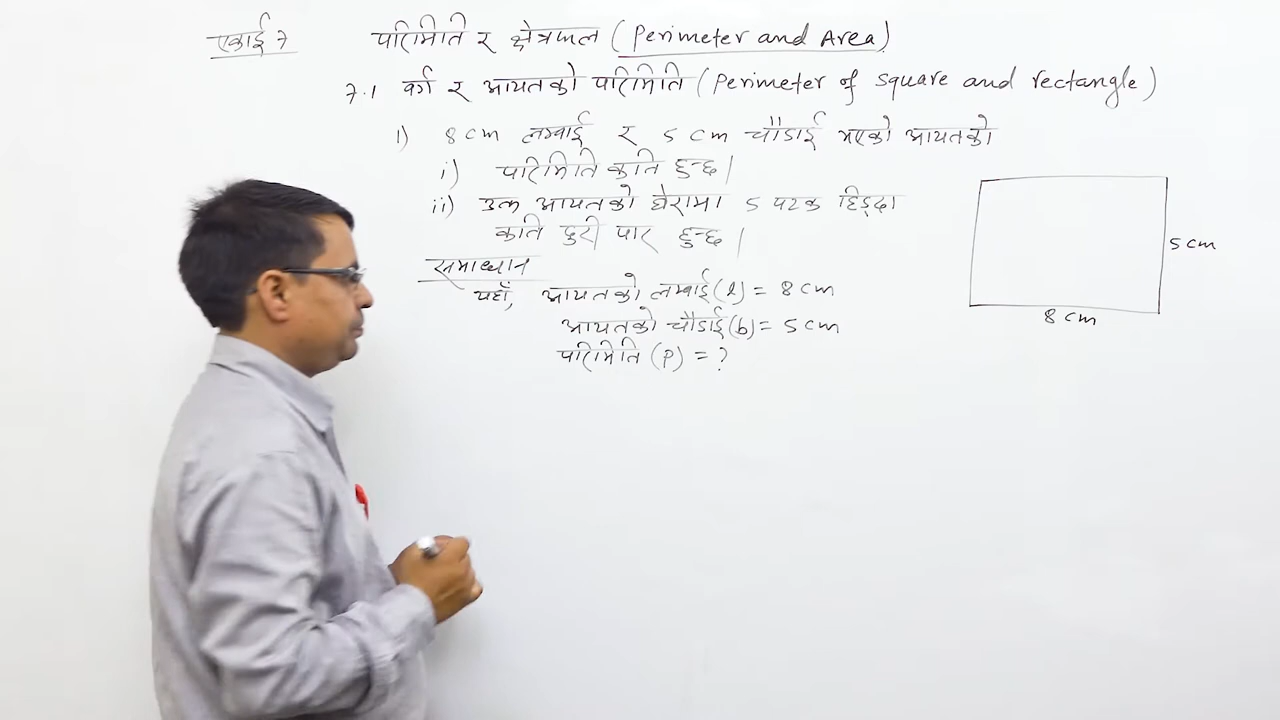 एकाई 7
परिमिति र क्षेत्रफल (Perimeter and Area)
7.1 वर्ग र आयतको परिमिति (Perimeter of square and rectangle)
1) 8 cm लम्बाई र 5 cm चौडाई भएको आयतको
i) परिमिति कति हुन्छ।
ii) उक्त आयतको घेरामा 5 पटक हिड्दा
कति दुरी पार हुन्छ।
समाधान
यहाँ, आयतको लम्बाई (l) = 8 cm
आयतको चौडाई (b) = 5 cm
परिमिति (P) = ?
5 cm
8 cm